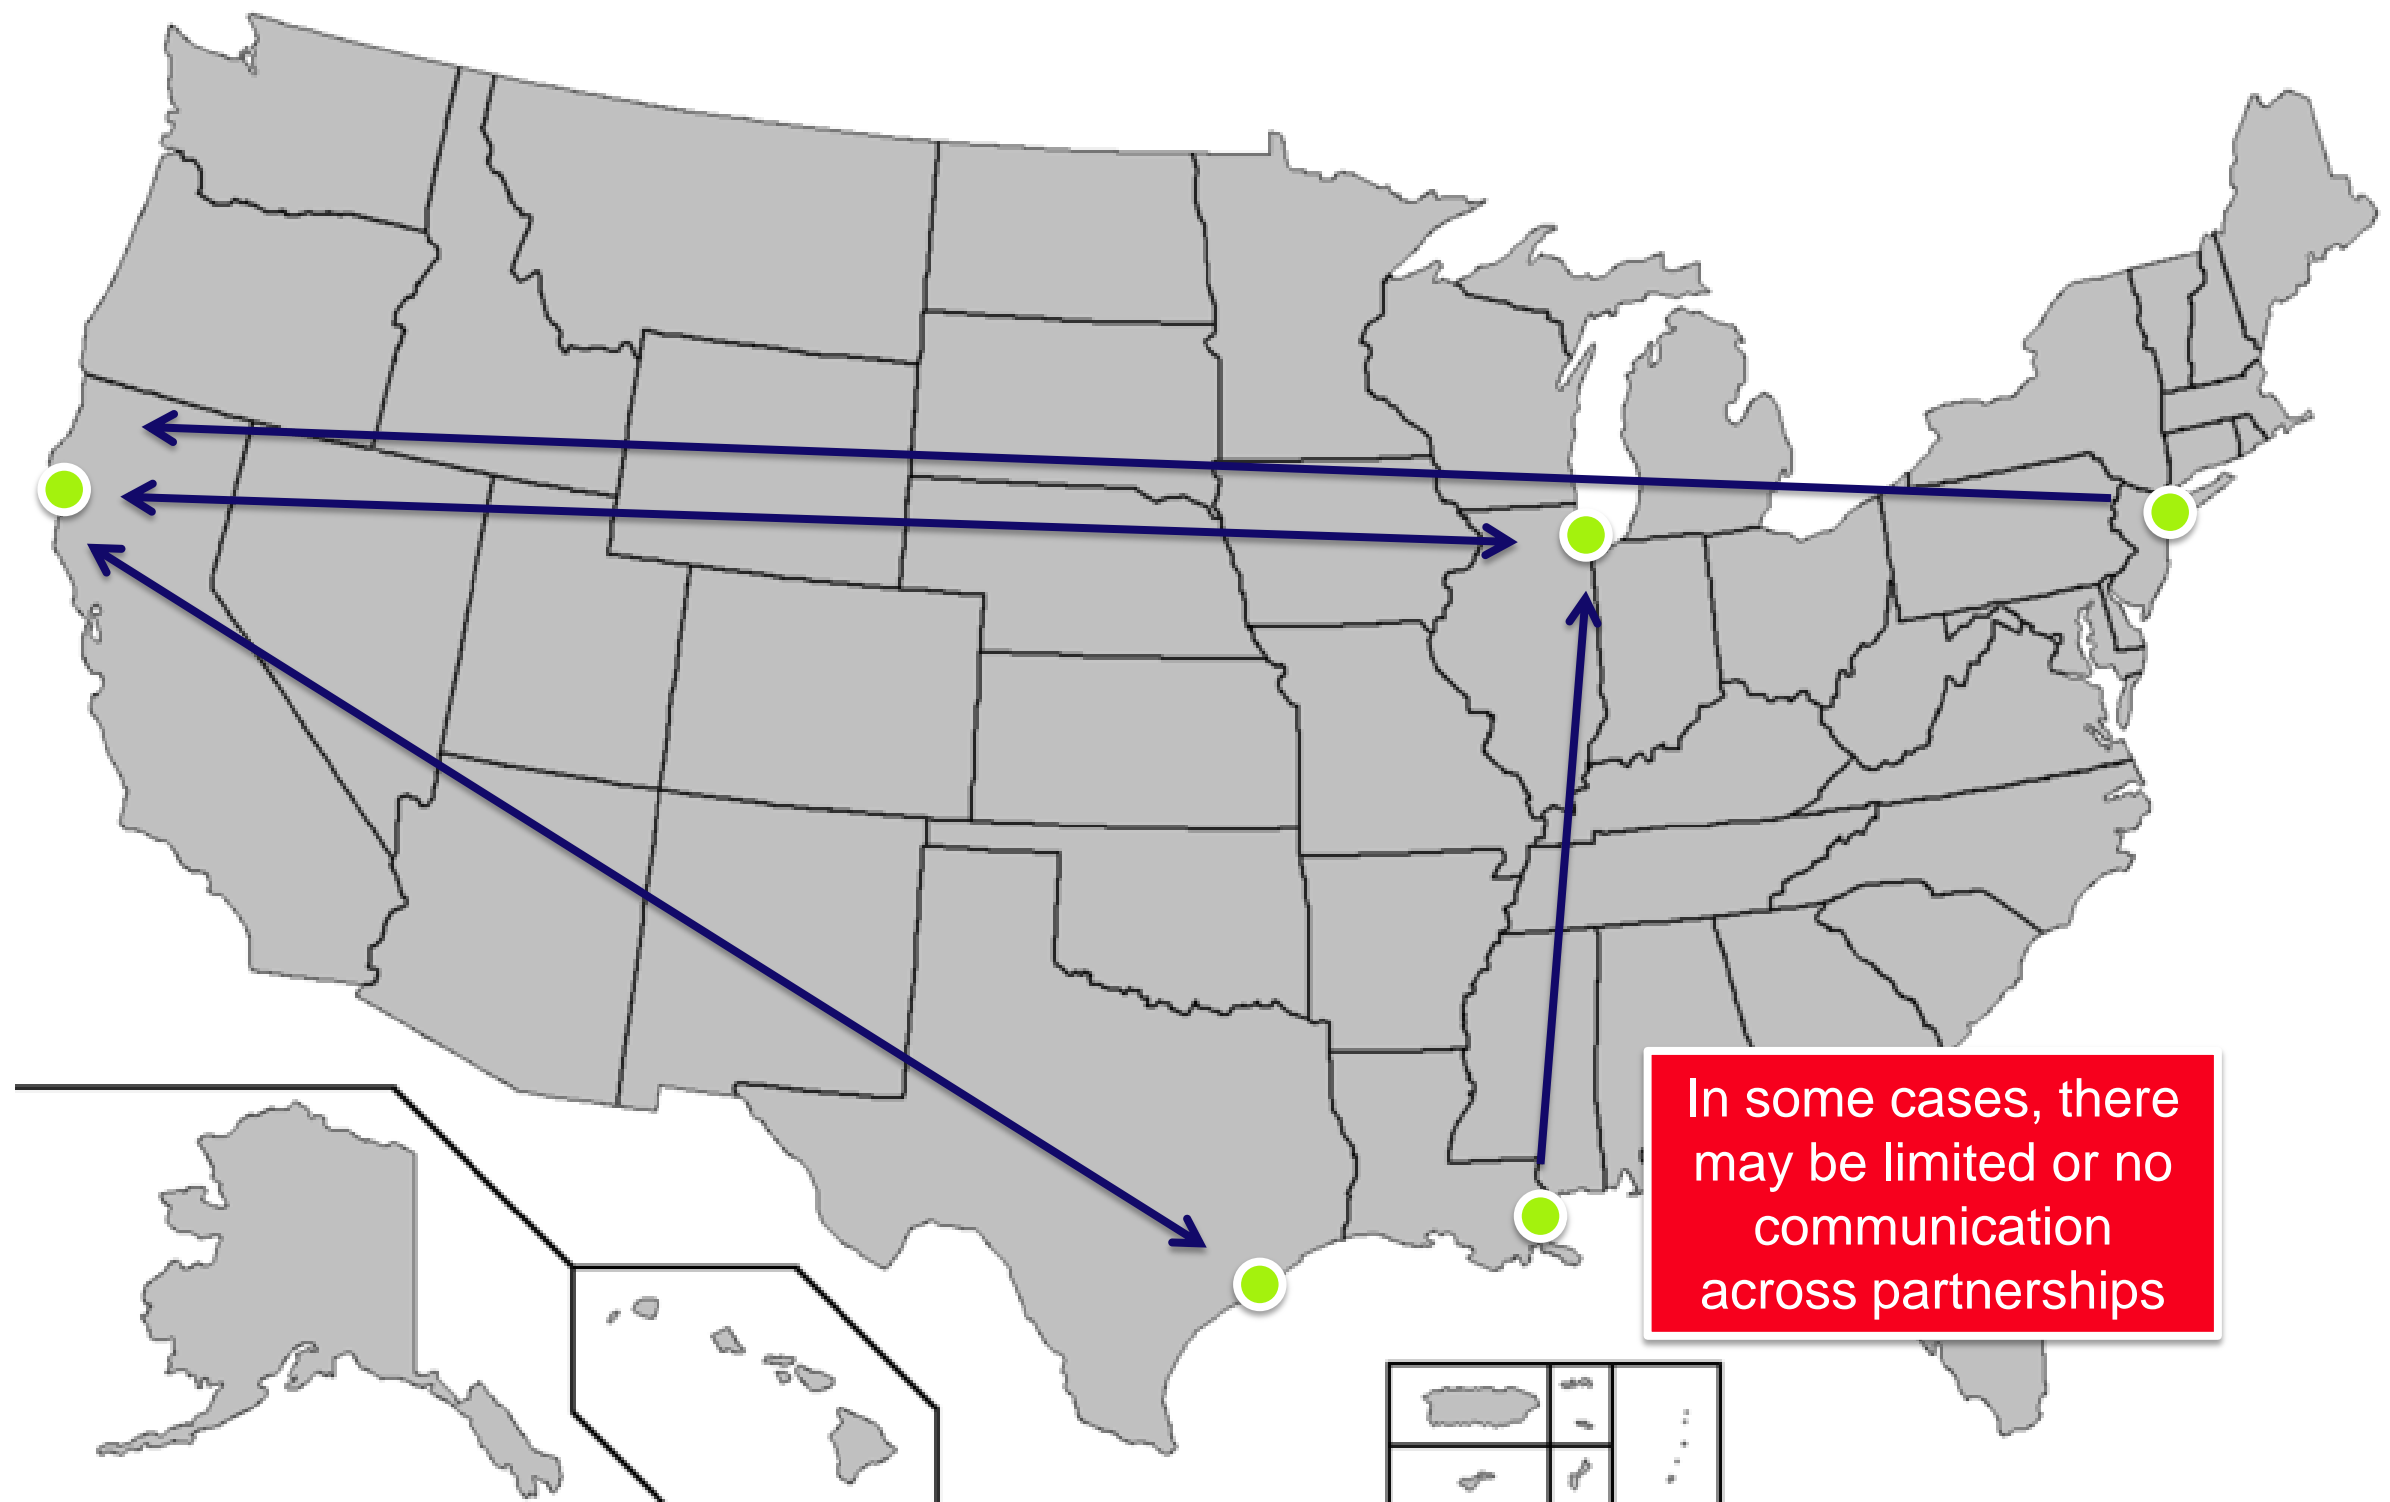 In some cases, there
may be limited or no
communication
across partnerships